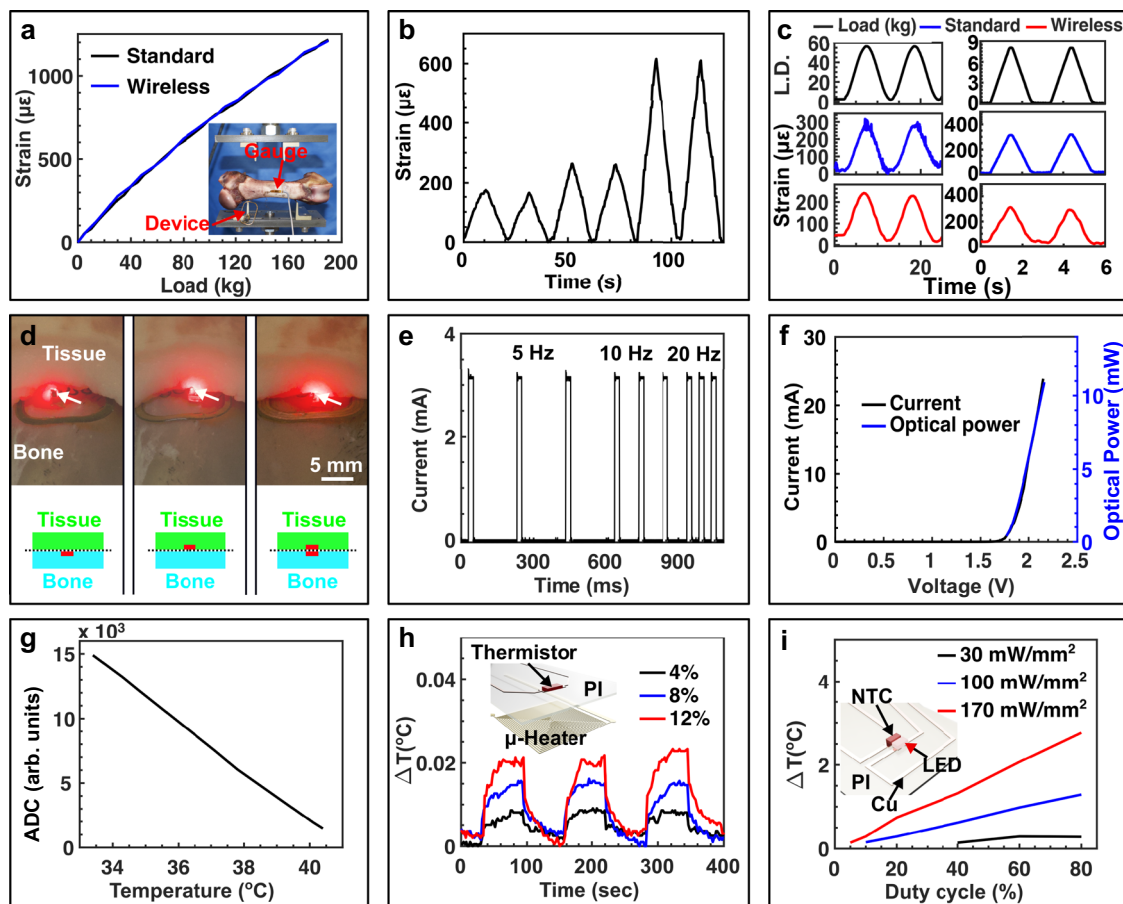 a
Standard
Wireless
Strain (με)
1200
800
400
0
0 40 80 120 160 200
Load (kg)
Gauge
Device
b
Strain (με)
600
400
200
0
0 50 100
Time (s)
c
Load (kg) Standard Wireless
L.D.
60
40
20
0
9
6
3
0
Strain (με)
300
200
100
0
400
200
0
200
100
0
400
200
0
0 10 20
0 2 4 6
Time (s)
d
Tissue
Bone
5 mm
Tissue Tissue Tissue
Bone Bone Bone
e
5 Hz 10 Hz 20 Hz
Current (mA)
4
3
2
1
0
0 300 600 900
Time (ms)
f
Current
Optical power
Current (mA)
30
20
10
0
Optical Power (mW)
10
5
0
0 0.5 1 1.5 2 2.5
Voltage (V)
g
x 10³
ADC (arb. units)
15
10
5
0
34 36 38 40
Temperature (°C)
h
Thermistor
PI
μ-Heater
4%
8%
12%
ΔT(°C)
0.04
0.02
0
0 100 200 300 400
Time (sec)
i
30 mW/mm²
100 mW/mm²
170 mW/mm²
NTC
LED
PI
Cu
ΔT(°C)
4
2
0
0 20 40 60 80
Duty cycle (%)